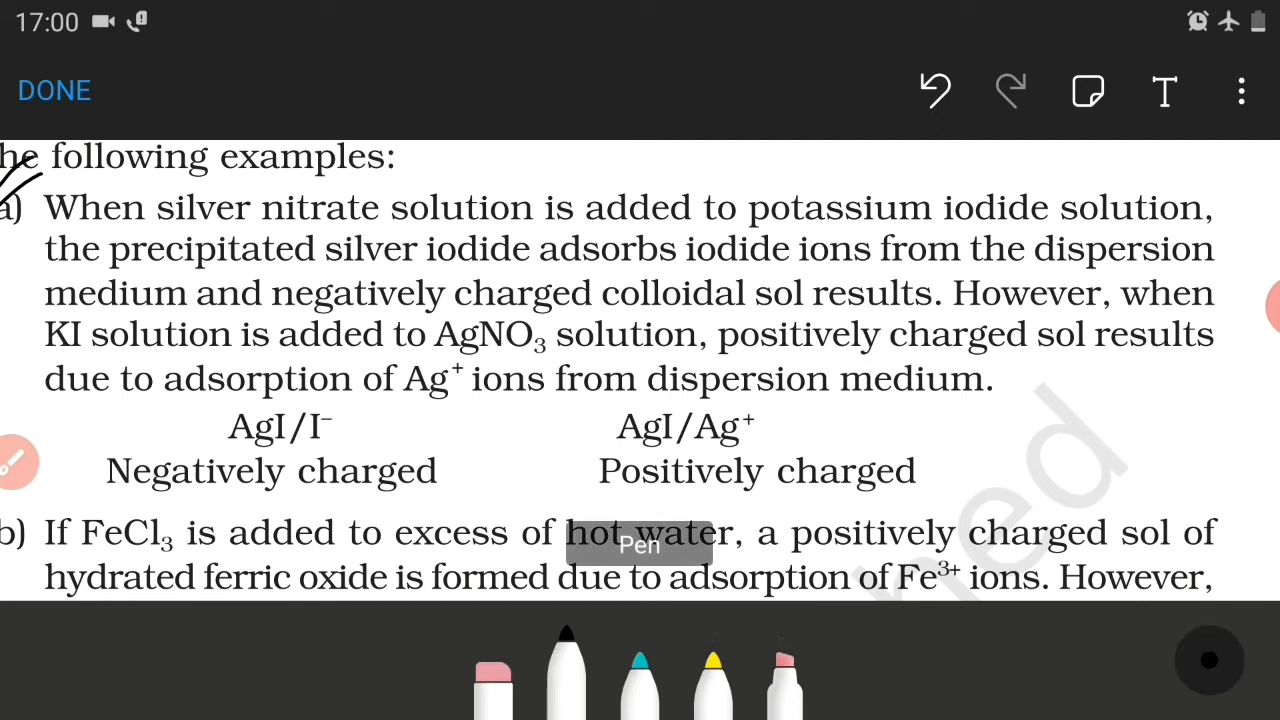 17:00
DONE
T
he following examples:
a) When silver nitrate solution is added to potassium iodide solution,
the precipitated silver iodide adsorbs iodide ions from the dispersion
medium and negatively charged colloidal sol results. However, when
KI solution is added to AgNO₃ solution, positively charged sol results
due to adsorption of Ag⁺ ions from dispersion medium.
AgI/I⁻ AgI/Ag⁺
Negatively charged Positively charged
b) If FeCl₃ is added to excess of hot water, a positively charged sol of
Pen
hydrated ferric oxide is formed due to adsorption of Fe³⁺ ions. However,